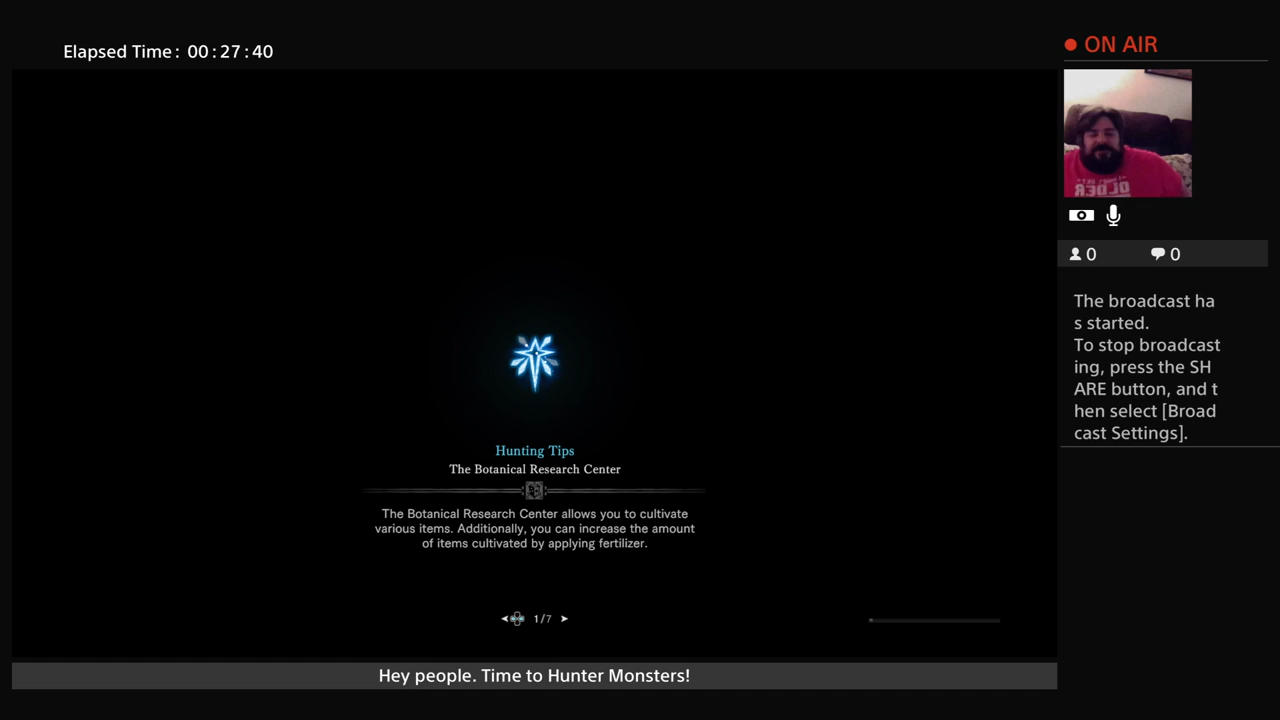 Elapsed Time: 00:27:40
ON AIR
OLDER
0
0
The broadcast ha
s started.
To stop broadcast
ing, press the SH
ARE button, and t
hen select [Broad
cast Settings].
Hunting Tips
The Botanical Research Center
The Botanical Research Center allows you to cultivate
various items. Additionally, you can increase the amount
of items cultivated by applying fertilizer.
1/7
Hey people. Time to Hunter Monsters!